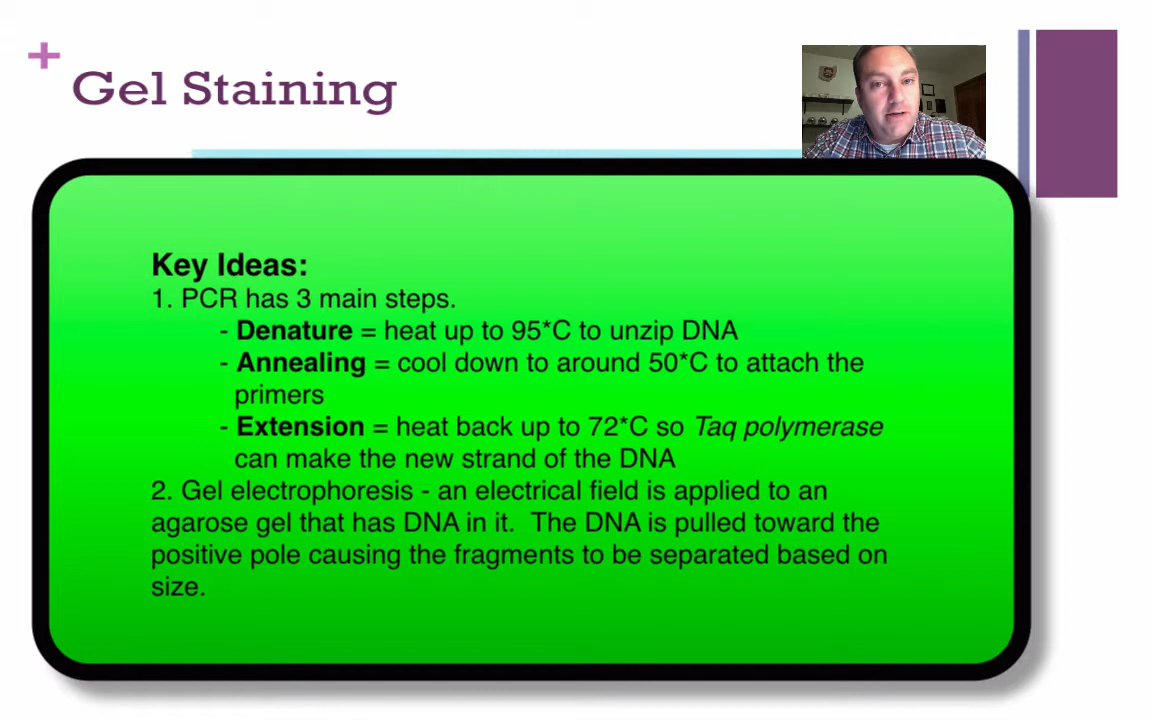 +
Gel Staining
Key Ideas:
1. PCR has 3 main steps.
- Denature = heat up to 95*C to unzip DNA
- Annealing = cool down to around 50*C to attach the
primers
- Extension = heat back up to 72*C so Taq polymerase
can make the new strand of the DNA
2. Gel electrophoresis - an electrical field is applied to an
agarose gel that has DNA in it.  The DNA is pulled toward the
positive pole causing the fragments to be separated based on
size.